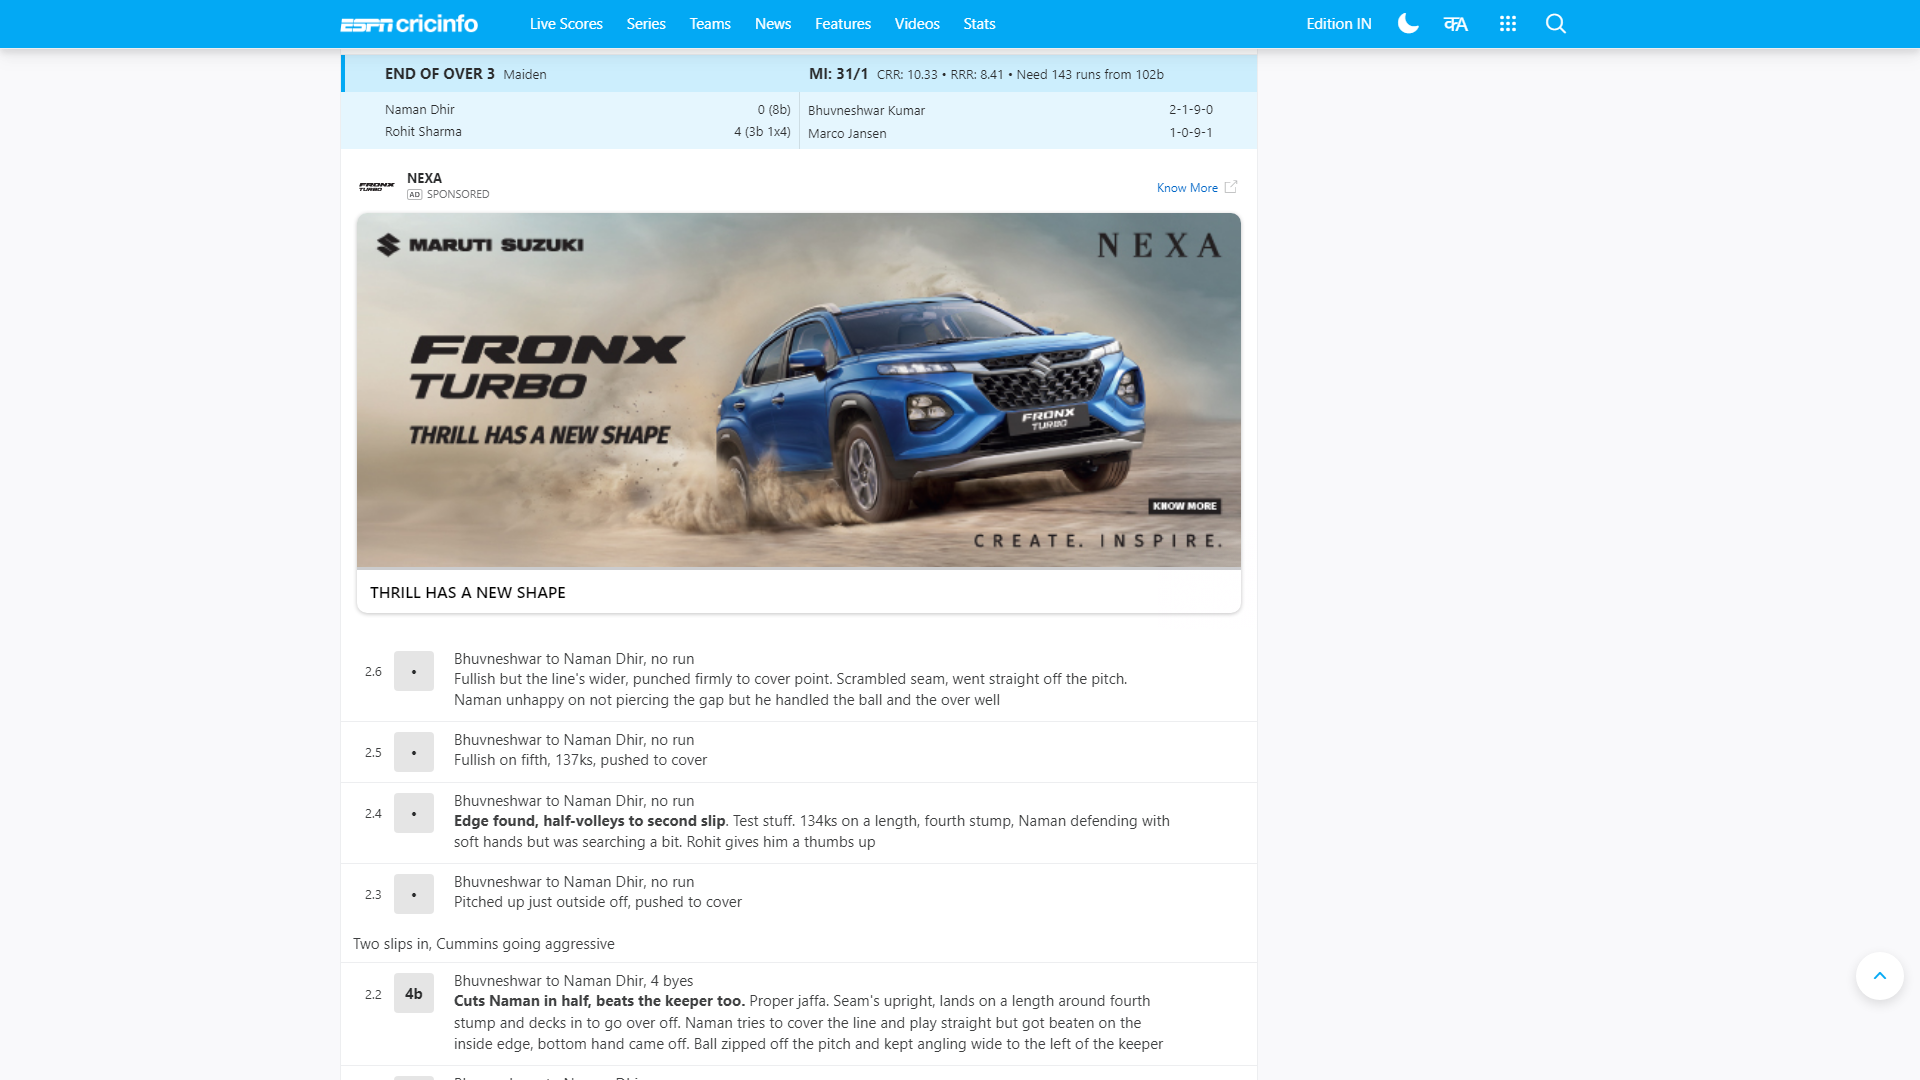 ESPN cricinfo Live Scores Series Teams News Features Videos Stats Edition IN
END OF OVER 3 Maiden MI: 31/1 CRR: 10.33 • RRR: 8.41 • Need 143 runs from 102b
Naman Dhir 0 (8b) Bhuvneshwar Kumar 2-1-9-0
Rohit Sharma 4 (3b 1x4) Marco Jansen 1-0-9-1
FRONX TURBO
NEXA
AD SPONSORED
Know More
MARUTI SUZUKI
NEXA
FRONX
TURBO
THRILL HAS A NEW SHAPE
FRONX
TURBO
KNOW MORE
CREATE. INSPIRE.
THRILL HAS A NEW SHAPE
2.6 • Bhuvneshwar to Naman Dhir, no run
Fullish but the line's wider, punched firmly to cover point. Scrambled seam, went straight off the pitch.
Naman unhappy on not piercing the gap but he handled the ball and the over well
2.5 • Bhuvneshwar to Naman Dhir, no run
Fullish on fifth, 137ks, pushed to cover
2.4 • Bhuvneshwar to Naman Dhir, no run
Edge found, half-volleys to second slip. Test stuff. 134ks on a length, fourth stump, Naman defending with
soft hands but was searching a bit. Rohit gives him a thumbs up
2.3 • Bhuvneshwar to Naman Dhir, no run
Pitched up just outside off, pushed to cover
Two slips in, Cummins going aggressive
2.2 4b Bhuvneshwar to Naman Dhir, 4 byes
Cuts Naman in half, beats the keeper too. Proper jaffa. Seam's upright, lands on a length around fourth
stump and decks in to go over off. Naman tries to cover the line and play straight but got beaten on the
inside edge, bottom hand came off. Ball zipped off the pitch and kept angling wide to the left of the keeper